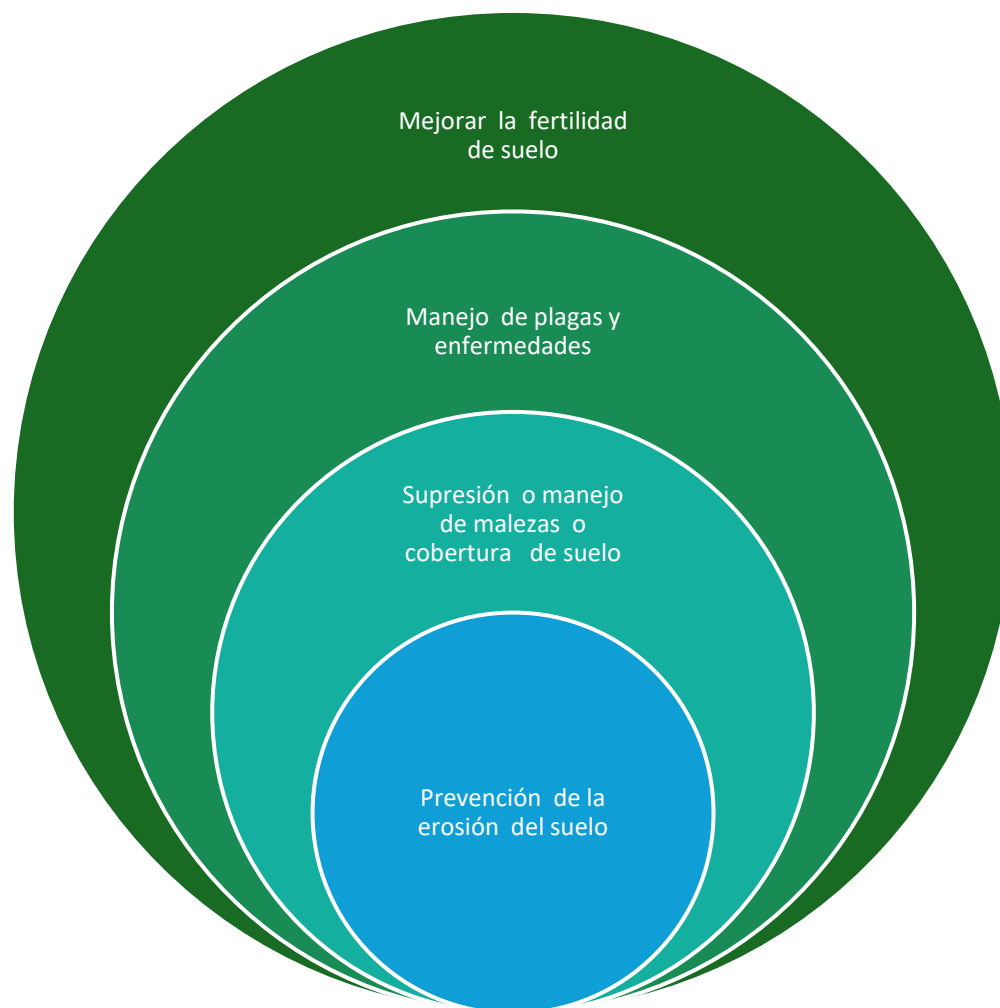 Mejorar la fertilidad
de suelo
Manejo de plagas y
enfermedades
Supresión o manejo
de malezas o
cobertura de suelo
Prevención de la
erosión del suelo